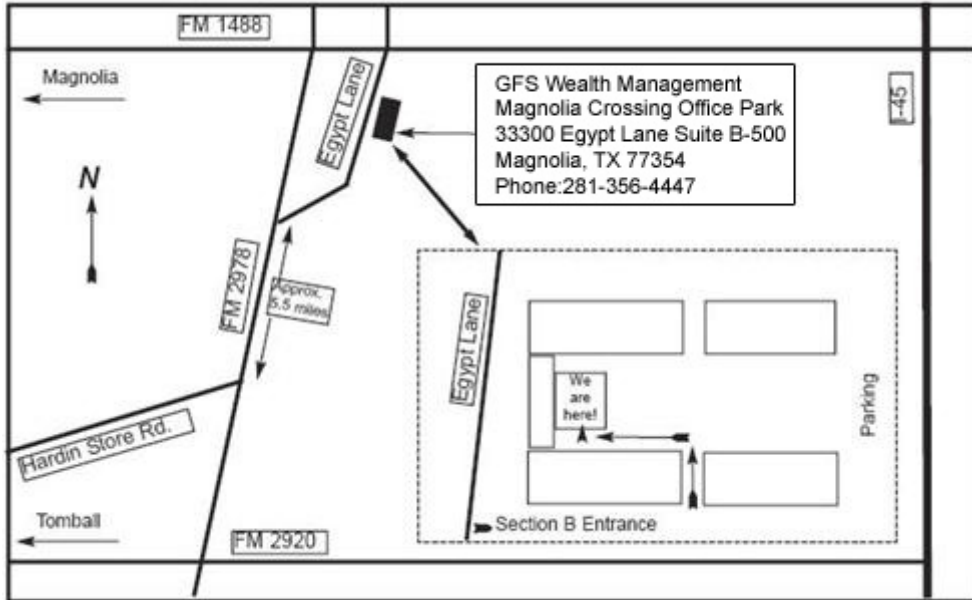 FM 1488
Magnolia
Egypt Lane
GFS Wealth Management
Magnolia Crossing Office Park
33300 Egypt Lane Suite B-500
Magnolia, TX 77354
Phone:281-356-4447
I-45
N
FM 2978
Approx.
5.5 miles
Egypt Lane
We
are
here!
Parking
Hardin Store Rd.
Tomball
Section B Entrance
FM 2920